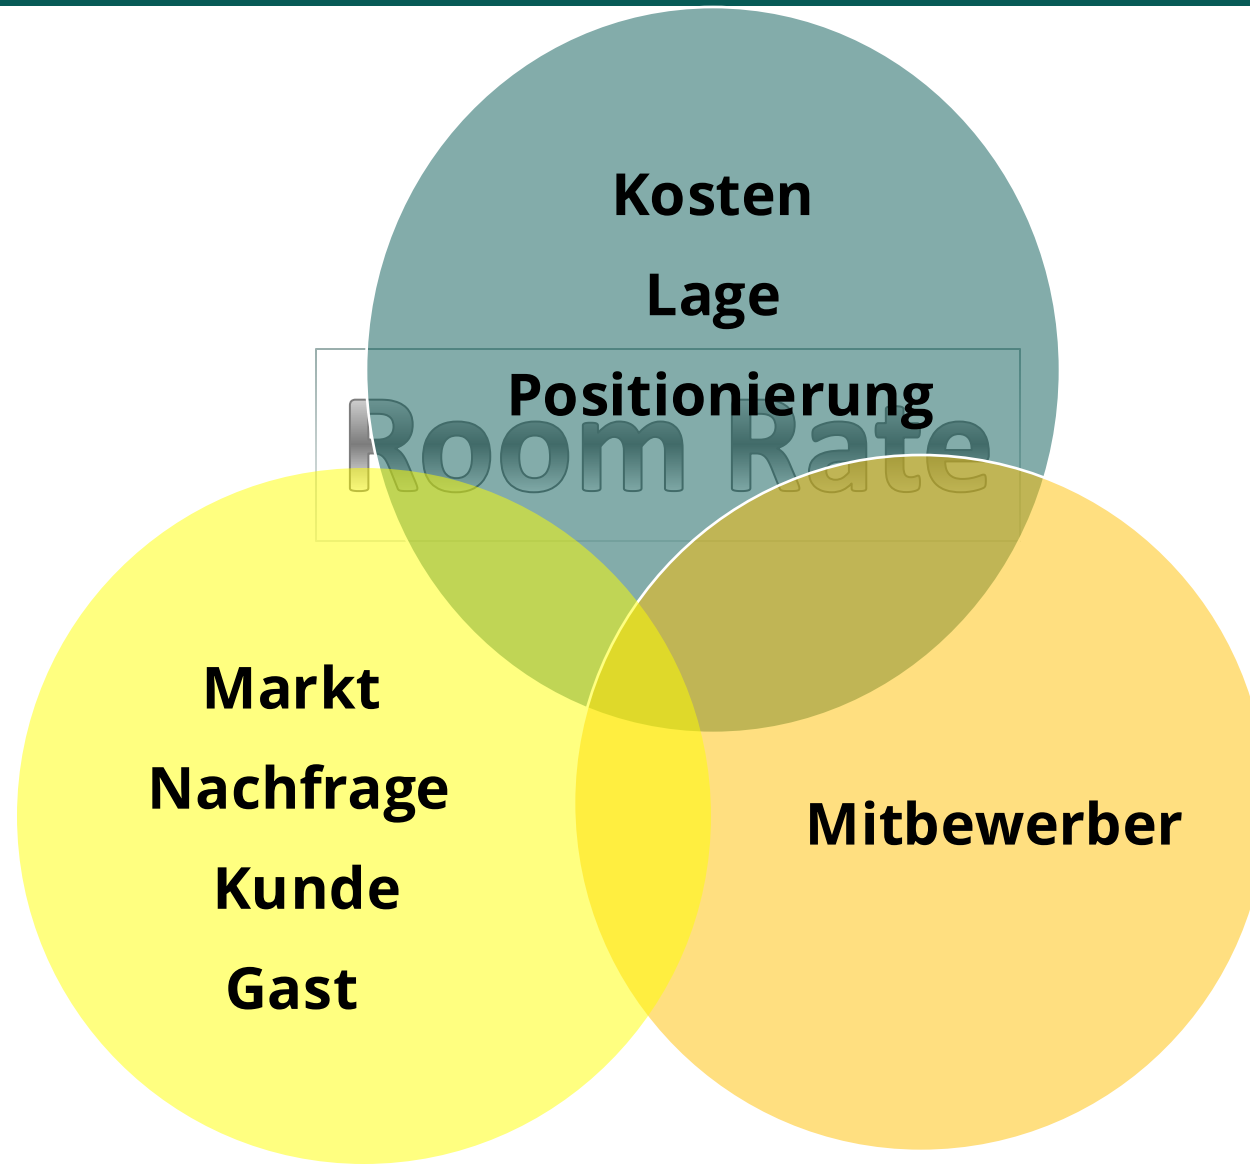 Kosten
Lage
Positionierung
Room Rate
Markt
Nachfrage
Kunde
Gast
Mitbewerber